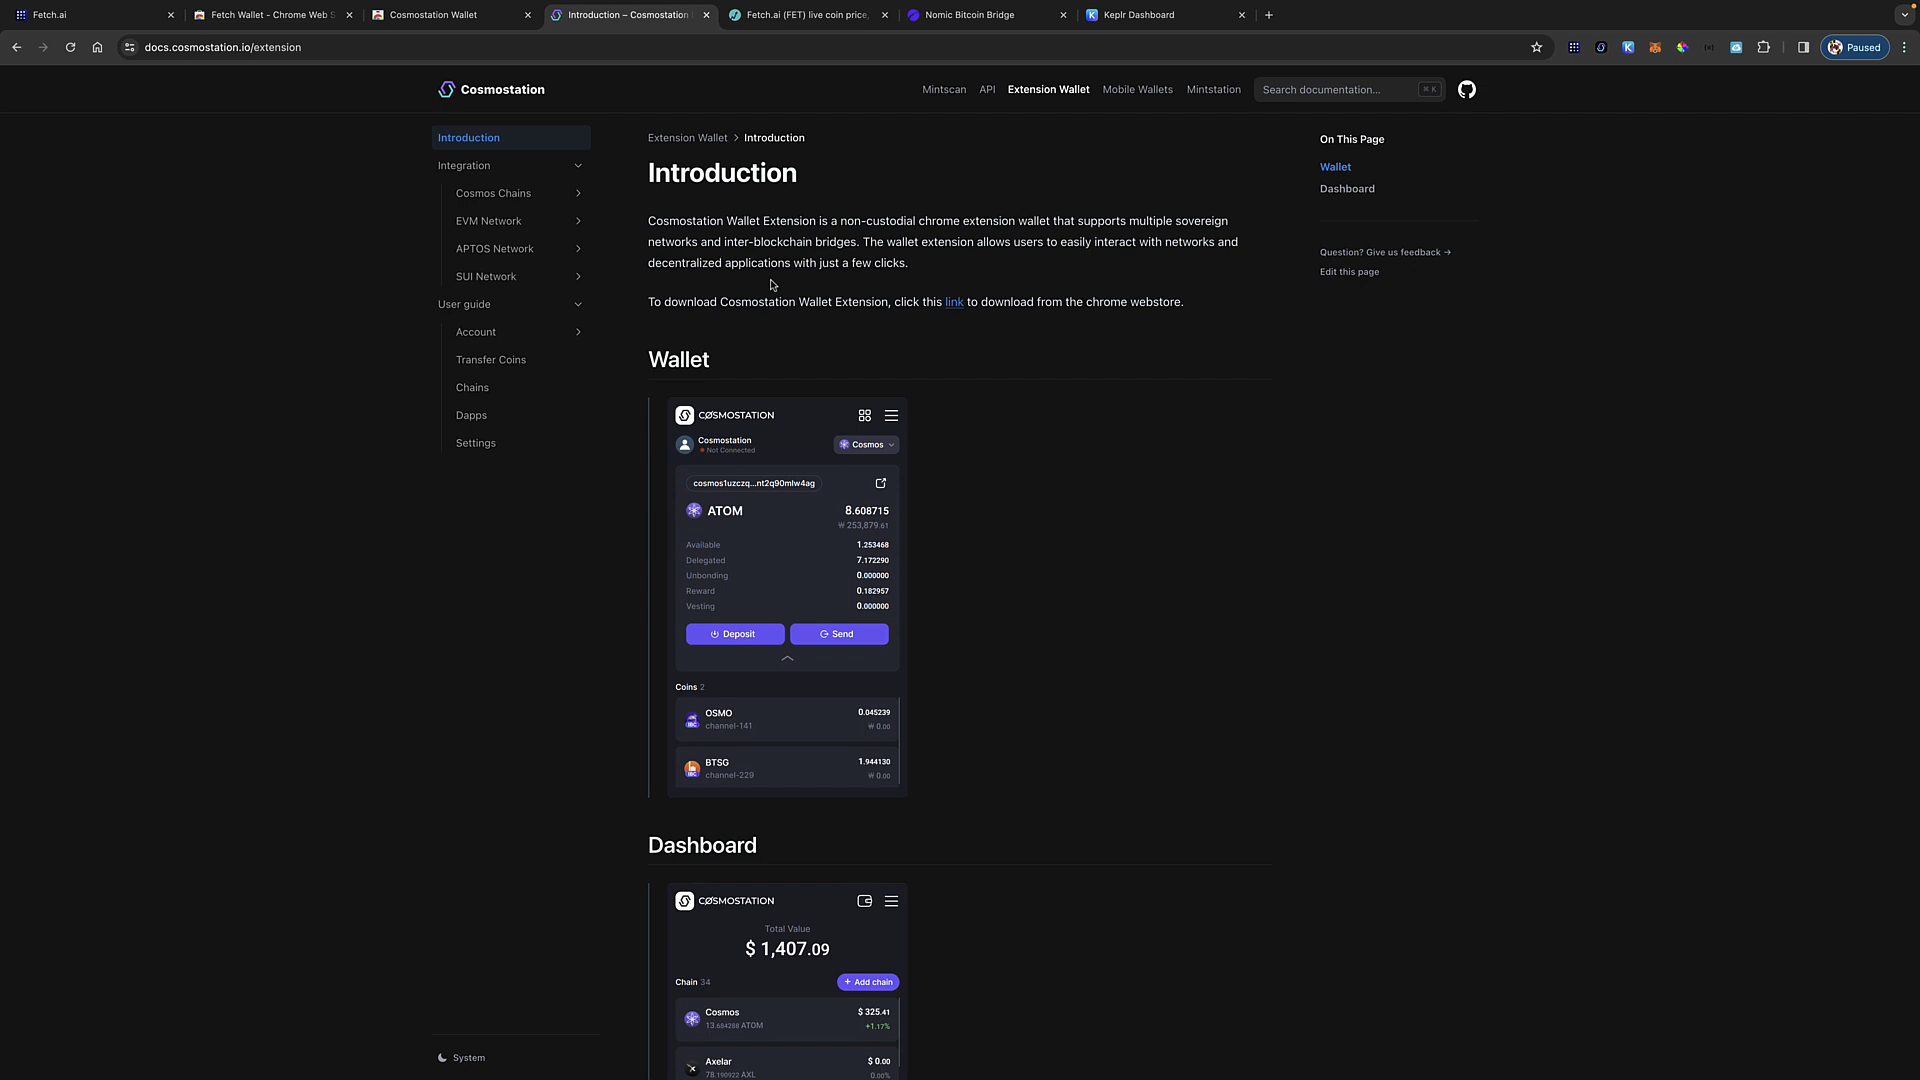 Fetch.ai
Fetch Wallet - Chrome Web S
Cosmostation Wallet
Introduction – Cosmostation
Fetch.ai (FET) live coin price,
Nomic Bitcoin Bridge
Keplr Dashboard
docs.cosmostation.io/extension
Paused
Cosmostation
Mintscan
API
Extension Wallet
Mobile Wallets
Mintstation
Search documentation...
⌘ K
Introduction
Integration
Cosmos Chains
EVM Network
APTOS Network
SUI Network
User guide
Account
Transfer Coins
Chains
Dapps
Settings
System
Extension Wallet > Introduction
Introduction
Cosmostation Wallet Extension is a non-custodial chrome extension wallet that supports multiple sovereign
networks and inter-blockchain bridges. The wallet extension allows users to easily interact with networks and
decentralized applications with just a few clicks.
To download Cosmostation Wallet Extension, click this link to download from the chrome webstore.
Wallet
CØSMOSTATION
Cosmostation
Not Connected
Cosmos
cosmos1uzczq...nt2q90mlw4ag
ATOM 8.608715
₩ 253,879.61
Available 1.253468
Delegated 7.172290
Unbonding 0.000000
Reward 0.182957
Vesting 0.000000
Deposit
Send
Coins 2
OSMO 0.045239
channel-141 ₩ 0.00
BTSG 1.944130
channel-229 ₩ 0.00
Dashboard
CØSMOSTATION
Total Value
$ 1,407.09
Chain 34
+ Add chain
Cosmos $ 325.41
13.684288 ATOM +1.17%
Axelar $ 0.00
78.190922 AXL 0.00%
On This Page
Wallet
Dashboard
Question? Give us feedback →
Edit this page